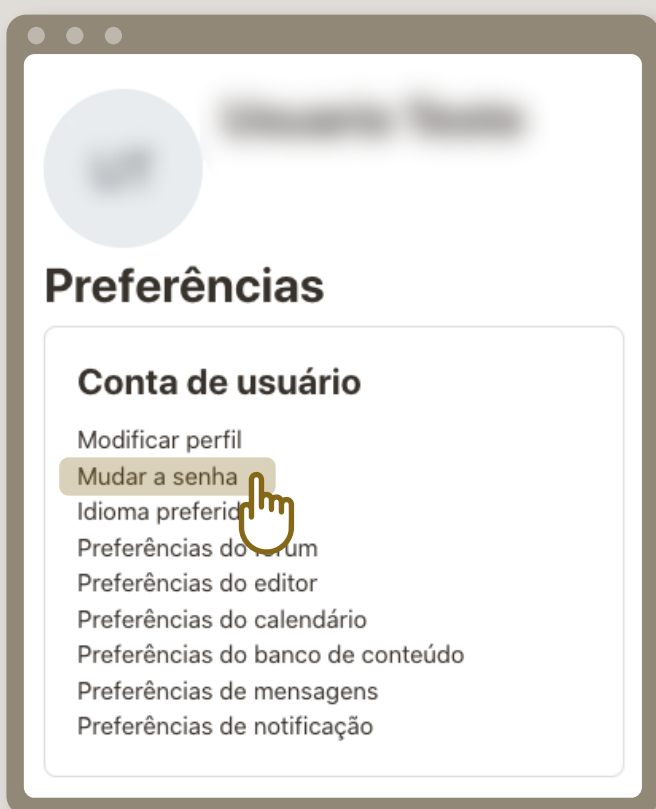 Preferências
Conta de usuário
Modificar perfil
Mudar a senha
Idioma
Preferências do
Preferências do editor
Preferências do calendário
Preferências do banco de conteúdo
Preferências de mensagens
Preferências de notificação